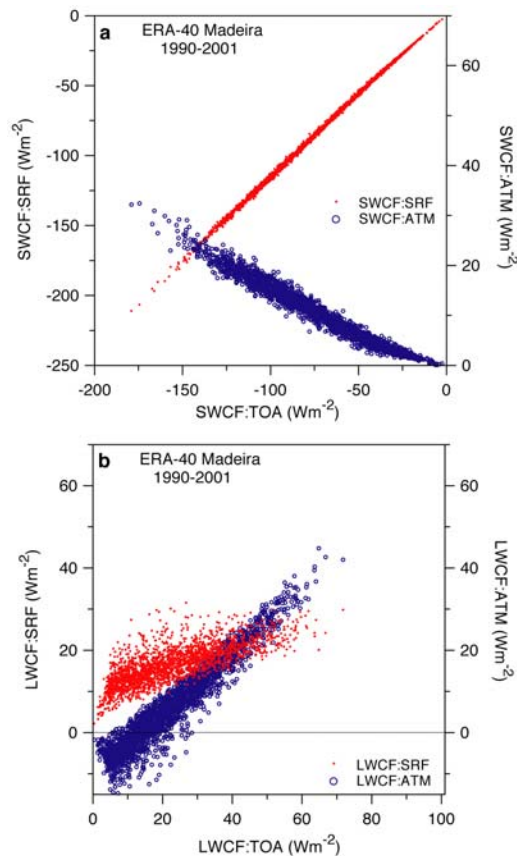 a
ERA-40 Madeira
1990-2001
0
-50
-100
-150
-200
-250
SWCF:SRF (Wm-2)
60
40
20
0
SWCF:ATM (Wm-2)
SWCF:SRF
SWCF:ATM
-200
-150
-100
-50
0
SWCF:TOA (Wm-2)
b
ERA-40 Madeira
1990-2001
60
40
20
0
LWCF:SRF (Wm-2)
60
40
20
0
LWCF:ATM (Wm-2)
LWCF:SRF
LWCF:ATM
0
20
40
60
80
100
LWCF:TOA (Wm-2)